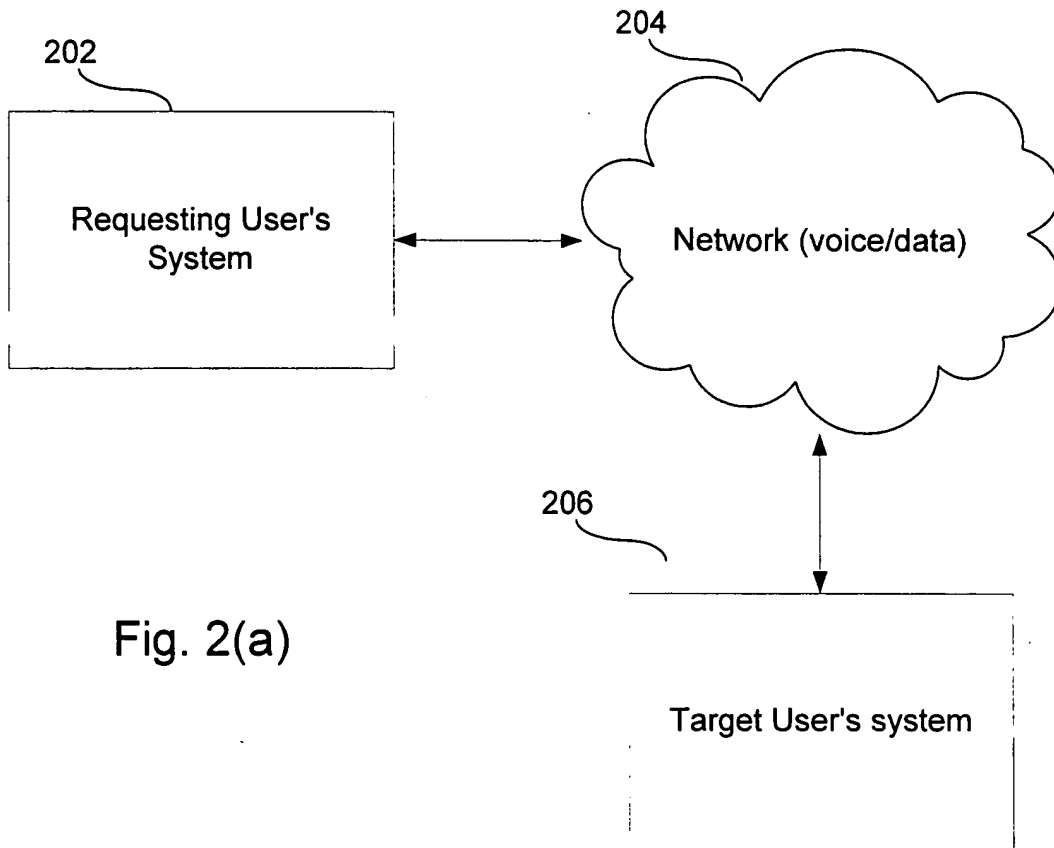 202
204
Requesting User's
System
Network (voice/data)
206
Fig. 2(a)
Target User's system